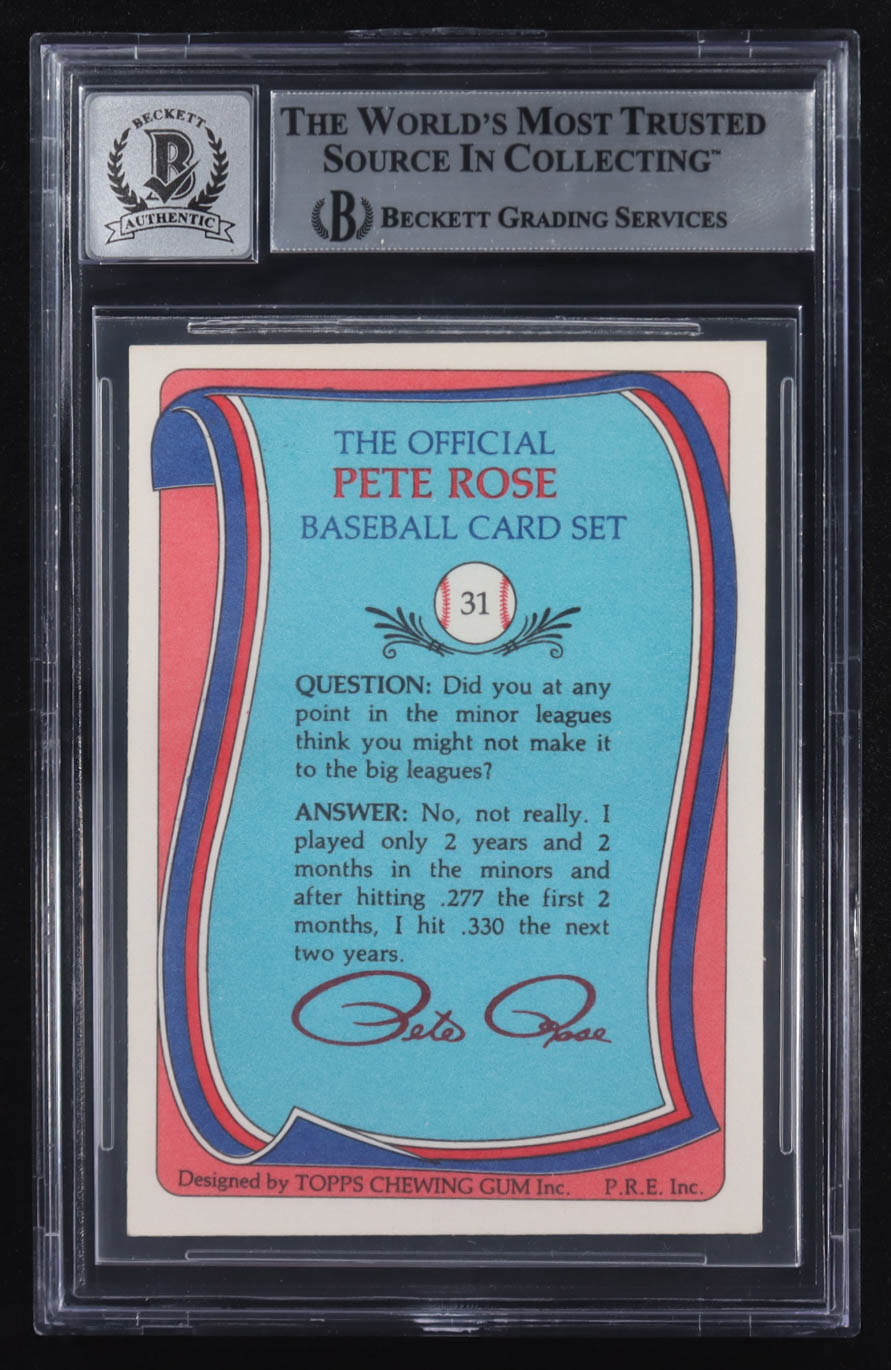 BECKETT
B
AUTHENTIC
THE WORLD'S MOST TRUSTED
SOURCE IN COLLECTING™
B BECKETT GRADING SERVICES
THE OFFICIAL
PETE ROSE
BASEBALL CARD SET
31
QUESTION: Did you at any
point in the minor leagues
think you might not make it
to the big leagues?
ANSWER: No, not really. I
played only 2 years and 2
months in the minors and
after hitting .277 the first 2
months, I hit .330 the next
two years.
Pete Rose
Designed by TOPPS CHEWING GUM Inc. P.R.E. Inc.